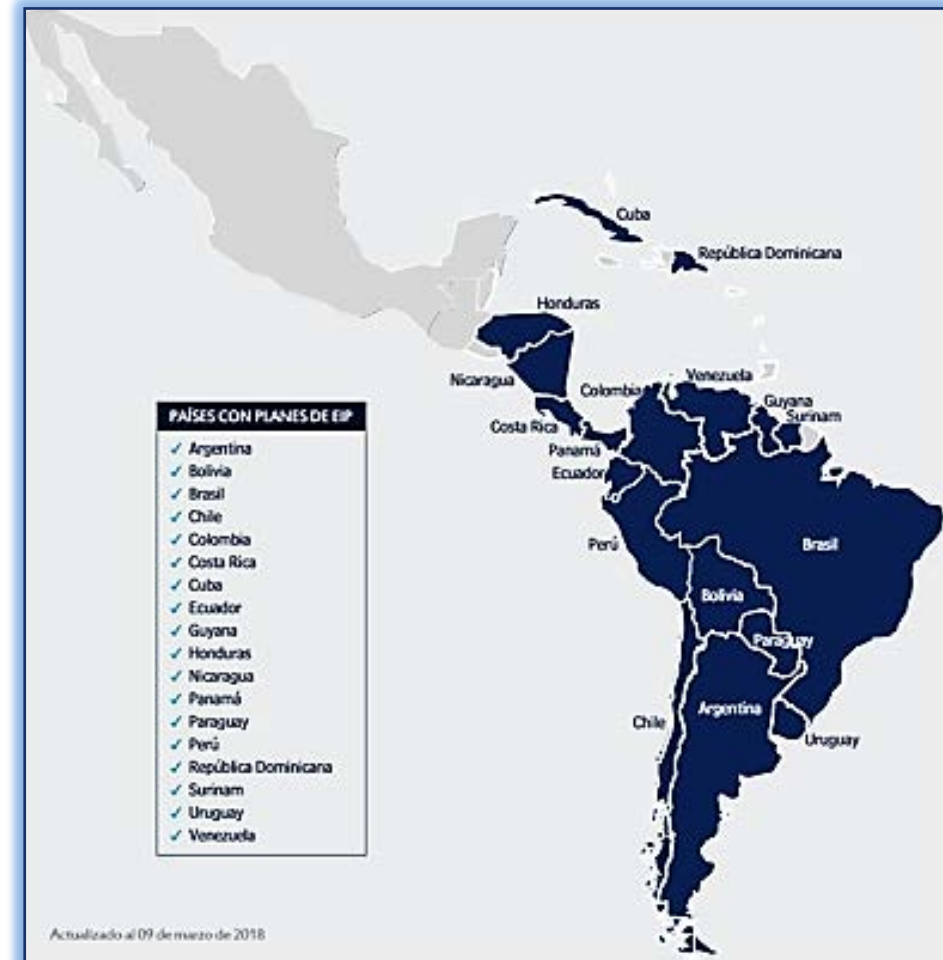 Cuba
República Dominicana
Honduras
Nicaragua
Colombia
Venezuela
Guyana
Surinam
Costa Rica
Panamá
Ecuador
Perú
Brasil
Bolivia
Paraguay
Argentina
Chile
Uruguay
PAÍSES CON PLANES DE EIP
✓ Argentina
✓ Bolivia
✓ Brasil
✓ Chile
✓ Colombia
✓ Costa Rica
✓ Cuba
✓ Ecuador
✓ Guyana
✓ Honduras
✓ Nicaragua
✓ Panamá
✓ Paraguay
✓ Perú
✓ República Dominicana
✓ Surinam
✓ Uruguay
✓ Venezuela
Actualizado al 09 de marzo de 2018